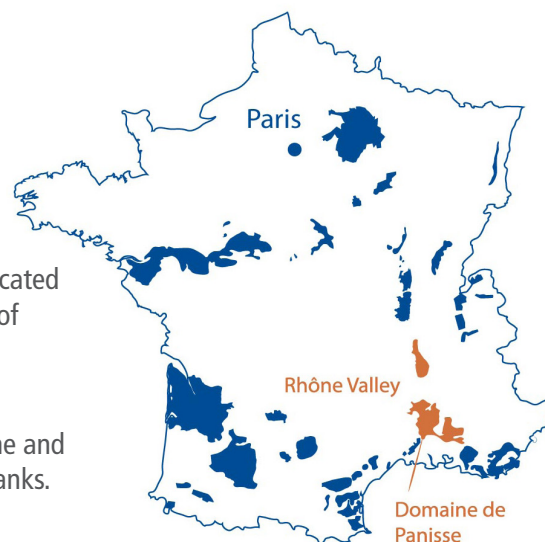 Paris
cated
of
Rhône Valley
ne and
anks.
Domaine de
Panisse